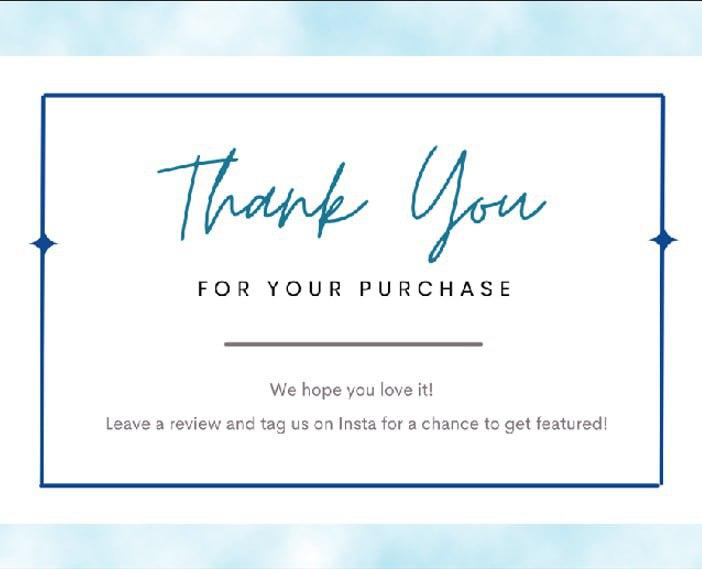 Thank You
FOR YOUR PURCHASE
We hope you love it!
Leave a review and tag us on Insta for a chance to get featured!